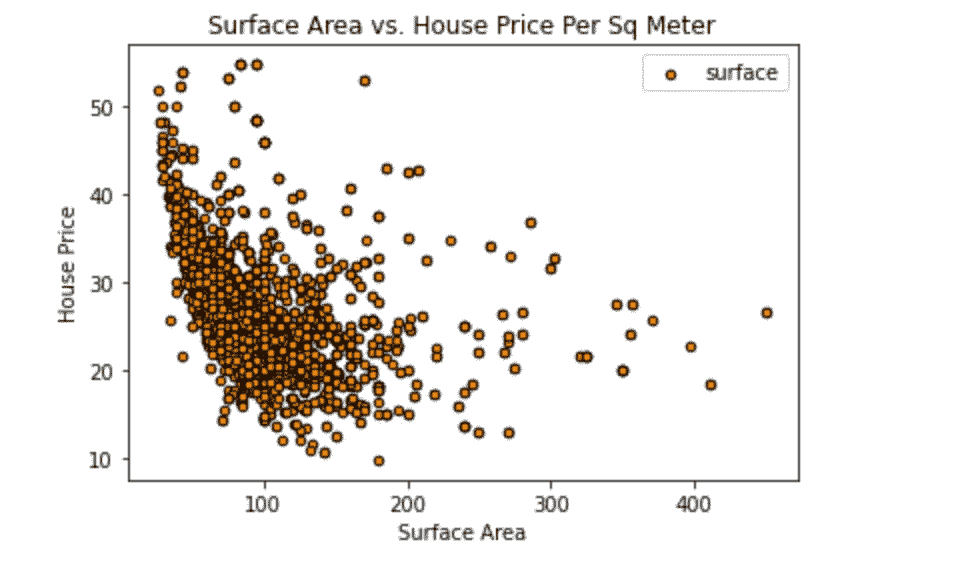 Surface Area vs. House Price Per Sq Meter
surface
50
40
30
20
10
House Price
100 200 300 400
Surface Area